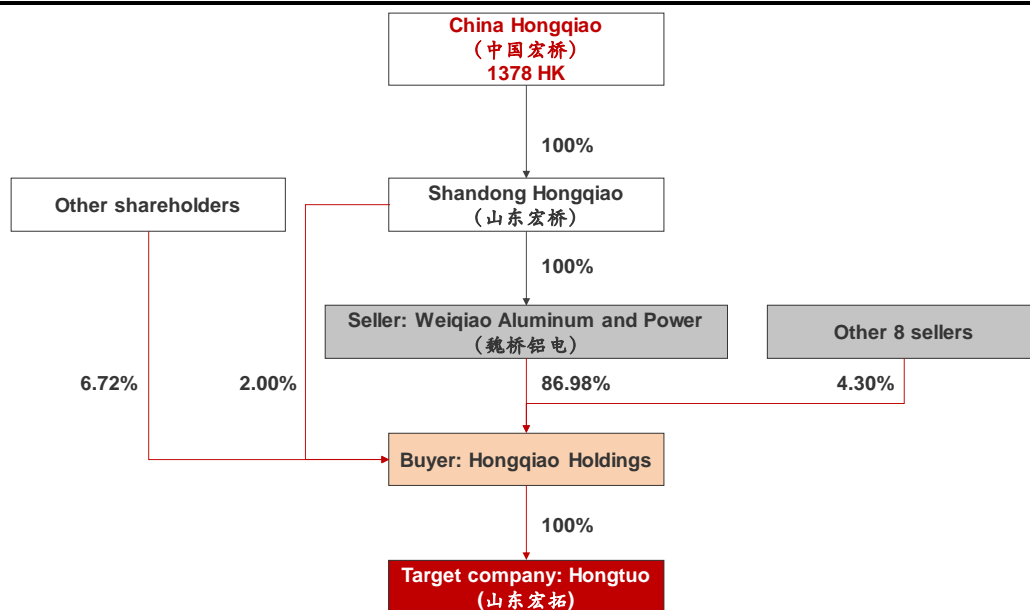 China Hongqiao
(中国宏桥)
1378 HK
100%
Other shareholders
Shandong Hongqiao
(山东宏桥)
100%
Seller: Weiqiao Aluminum and Power
(魏桥铝电)
Other 8 sellers
6.72%
2.00%
86.98%
4.30%
Buyer: Hongqiao Holdings
100%
Target company: Hongtuo
(山东宏拓)